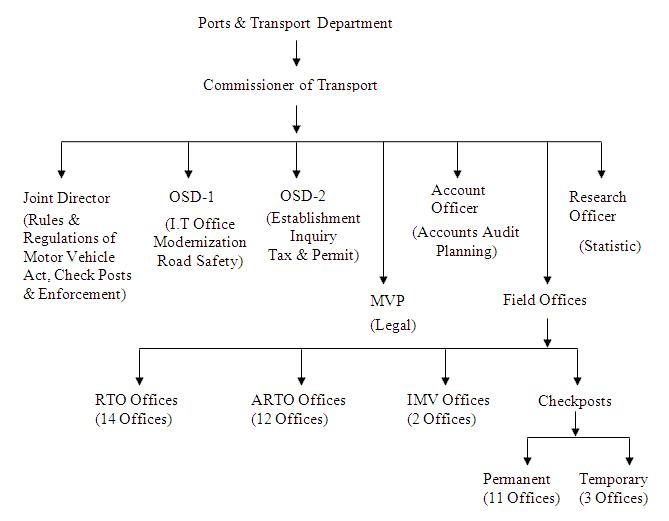 Ports & Transport Department
Commissioner of Transport
Joint Director
(Rules &
Regulations of
Motor Vehicle
Act, Check Posts
& Enforcement)
OSD-1
(I.T Office
Modernization
Road Safety)
OSD-2
(Establishment
Inquiry
Tax & Permit)
MVP
(Legal)
Account
Officer
(Accounts Audit
Planning)
Field Offices
Research
Officer
(Statistic)
RTO Offices
(14 Offices)
ARTO Offices
(12 Offices)
IMV Offices
(2 Offices)
Checkposts
Permanent
(11 Offices)
Temporary
(3 Offices)